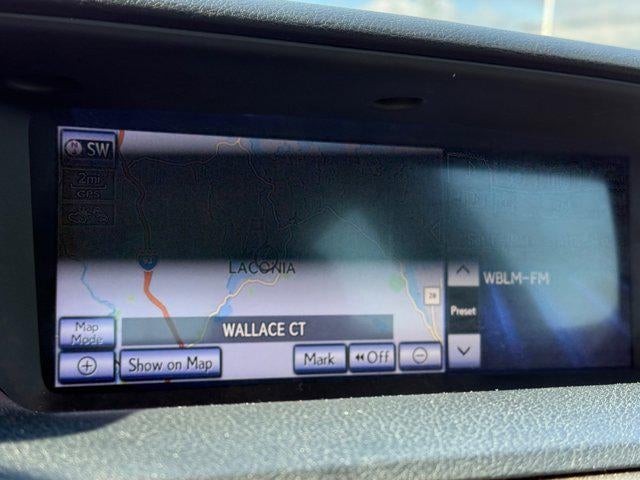 SW
2mi
GPS
LACONIA
28
WBLM-FM
Preset
WALLACE CT
Map
Mode
Show on Map
Mark
Off